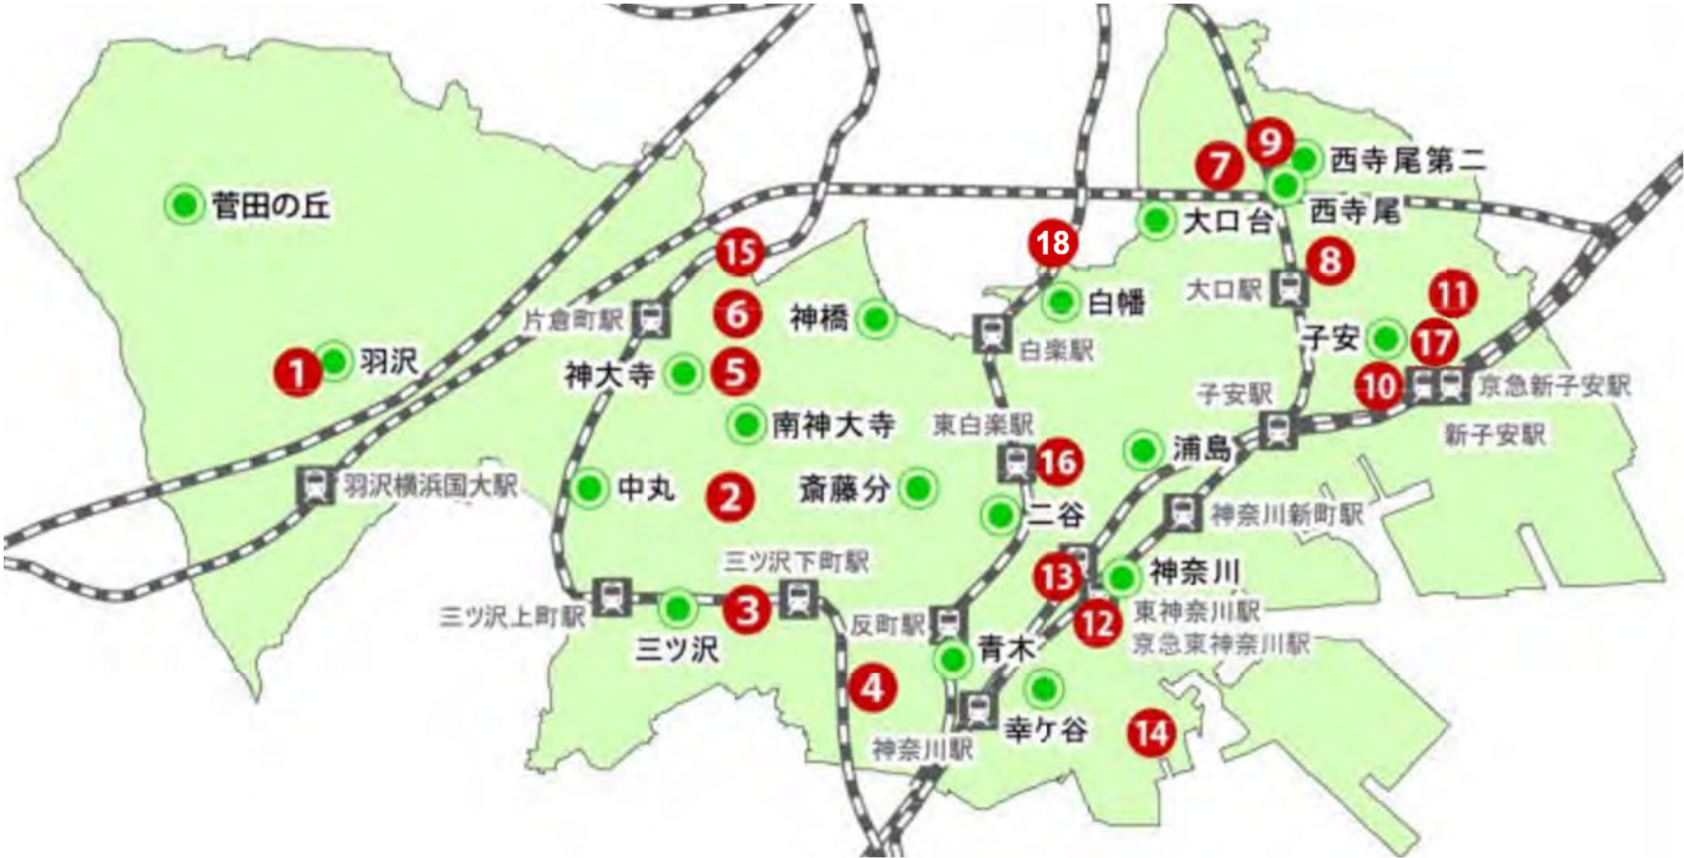 9
西寺尾第二
7
菅田の丘
西寺尾
大口台
18
15
8
大口駅
11
白幡
6
神橋
片倉町駅
子安
17
白楽駅
羽沢
1
神大寺
5
10
京急新子安駅
子安駅
南神大寺
東白楽駅
新子安駅
浦島
16
羽沢横浜国大駅
中丸
2
斎藤分
二谷
神奈川新町駅
三ツ沢下町駅
13
神奈川
三ツ沢上町駅
3
東神奈川駅
12
反町駅
京急東神奈川駅
三ツ沢
青木
4
幸ケ谷
14
神奈川駅